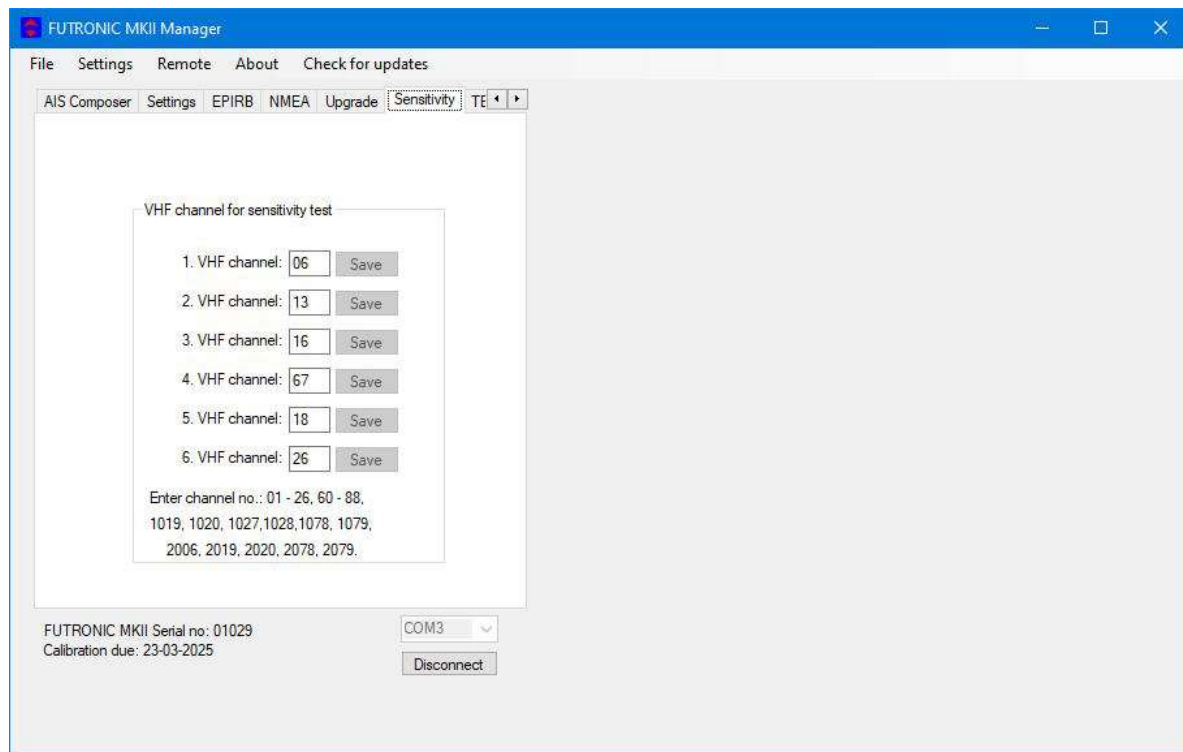 FUTRONIC MKII Manager
File Settings Remote About Check for updates
AIS Composer Settings EPIRB NMEA Upgrade Sensitivity TE
VHF channel for sensitivity test
1. VHF channel: 06 Save
2. VHF channel: 13 Save
3. VHF channel: 16 Save
4. VHF channel: 67 Save
5. VHF channel: 18 Save
6. VHF channel: 26 Save
Enter channel no.: 01 - 26, 60 - 88,
1019, 1020, 1027,1028,1078, 1079,
2006, 2019, 2020, 2078, 2079.
FUTRONIC MKII Serial no: 01029
Calibration due: 23-03-2025
COM3
Disconnect